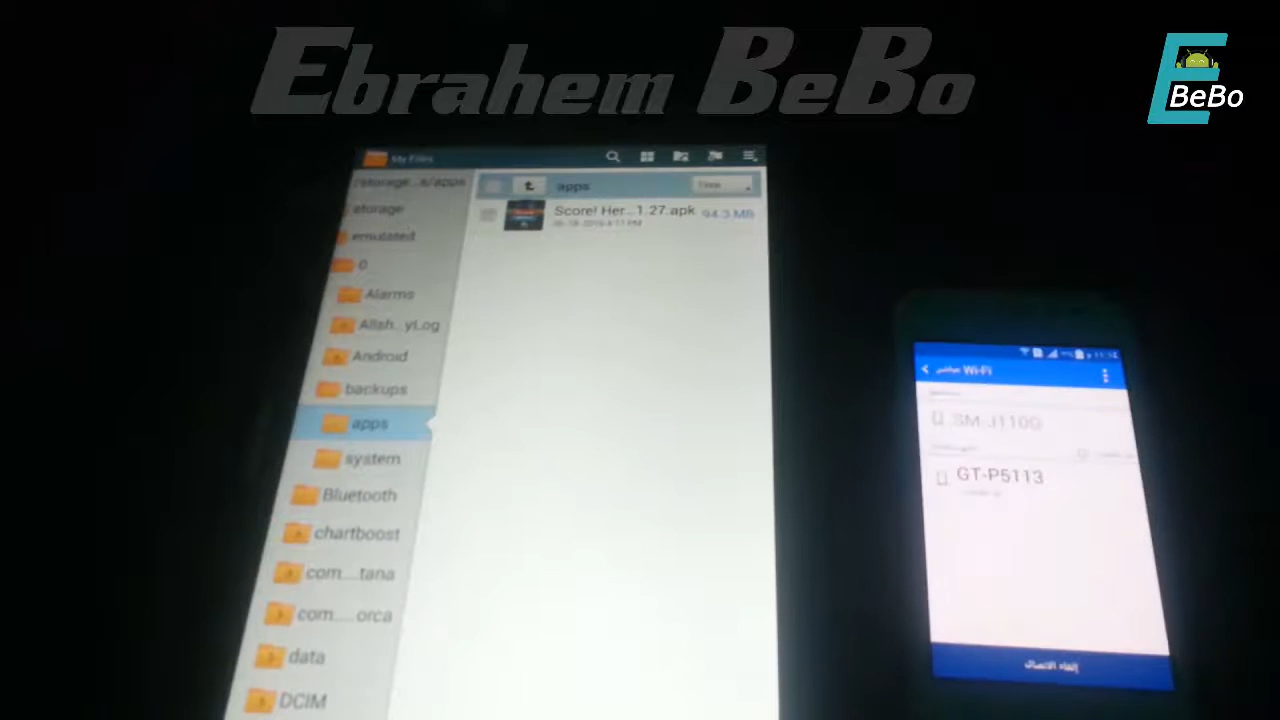 Ebrahem BeBo
BeBo
My Files
/storage...s/apps
storage
emulated
0
Alarms
Alish...yLog
Android
backups
apps
system
Bluetooth
chartboost
com....tana
com.....orca
data
DCIM
apps
Time
Score! Her...1.27.apk 94.3 MB
Wi-Fi مباشر
SM-J110G
GT-P5113
إلغاء الاتصال